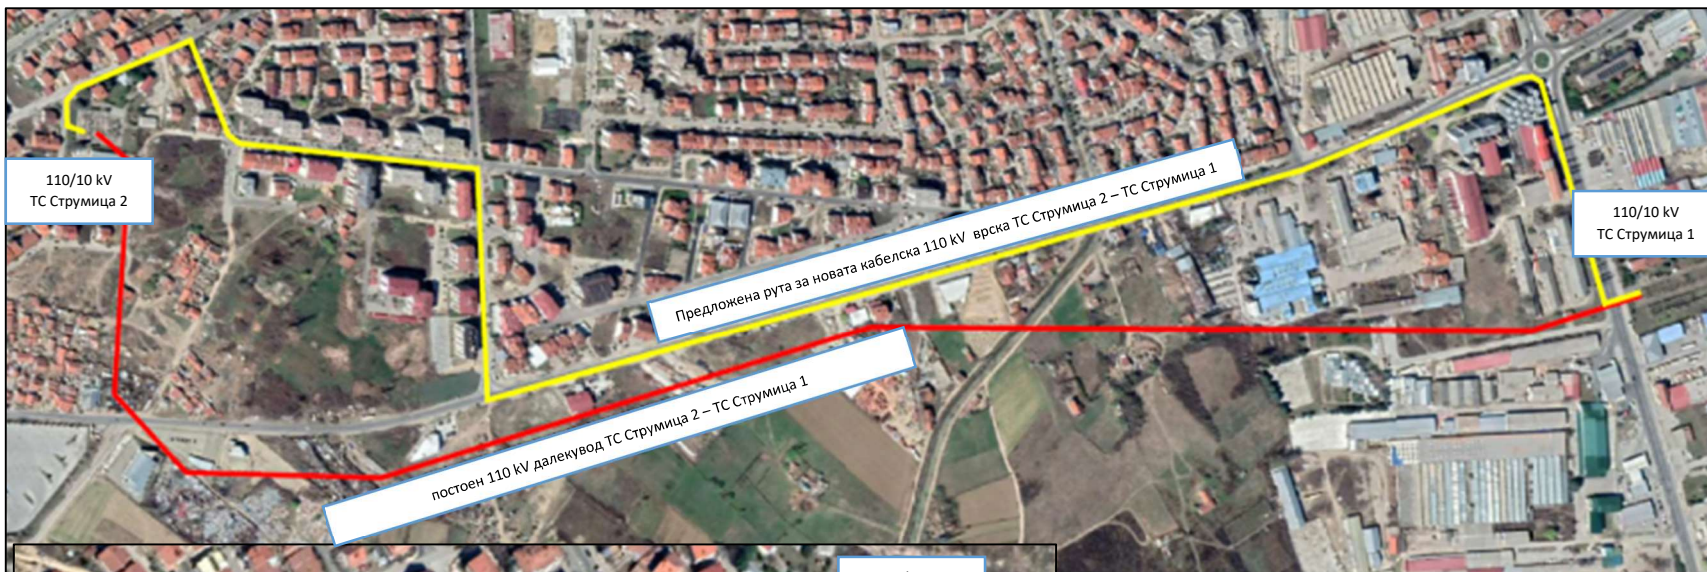 110/10 kV
ТС Струмица 2
Предложена рута за новата кабелска 110 kV врска ТС Струмица 2 – ТС Струмица 1
110/10 kV
ТС Струмица 1
постоен 110 kV далекувод ТС Струмица 2 – ТС Струмица 1